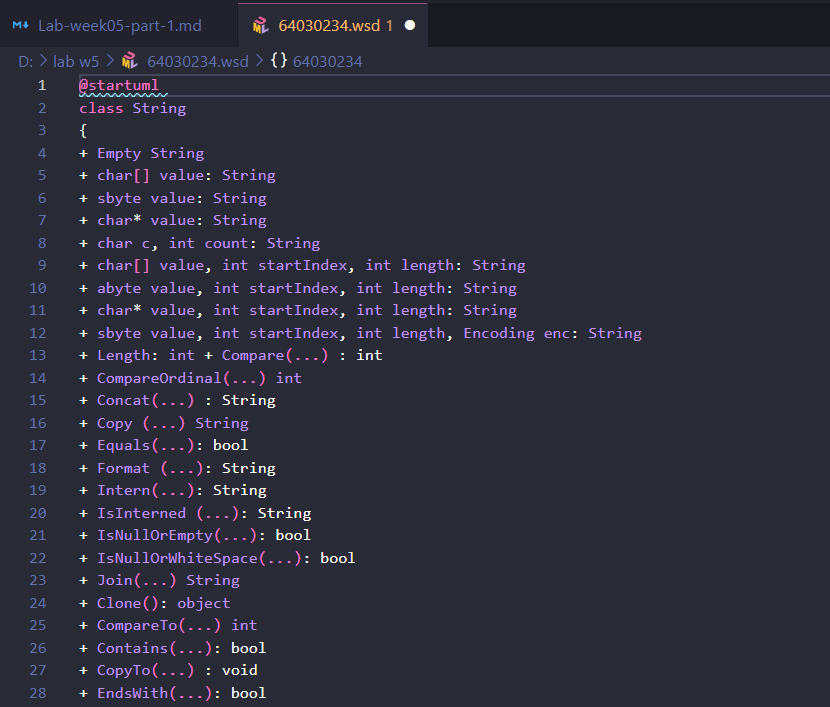 Lab-week05-part-1.md 64030234.wsd 1
D: > lab w5 > 64030234.wsd > {} 64030234
1 @startuml
2 class String
3 {
4 + Empty String
5 + char[] value: String
6 + sbyte value: String
7 + char* value: String
8 + char c, int count: String
9 + char[] value, int startIndex, int length: String
10 + abyte value, int startIndex, int length: String
11 + char* value, int startIndex, int length: String
12 + sbyte value, int startIndex, int length, Encoding enc: String
13 + Length: int + Compare(...) : int
14 + CompareOrdinal(...) int
15 + Concat(...) : String
16 + Copy (...) String
17 + Equals(...): bool
18 + Format (...): String
19 + Intern(...): String
20 + IsInterned (...): String
21 + IsNullOrEmpty(...): bool
22 + IsNullOrWhiteSpace(...): bool
23 + Join(...) String
24 + Clone(): object
25 + CompareTo(...) int
26 + Contains(...): bool
27 + CopyTo(...) : void
28 + EndsWith(...): bool